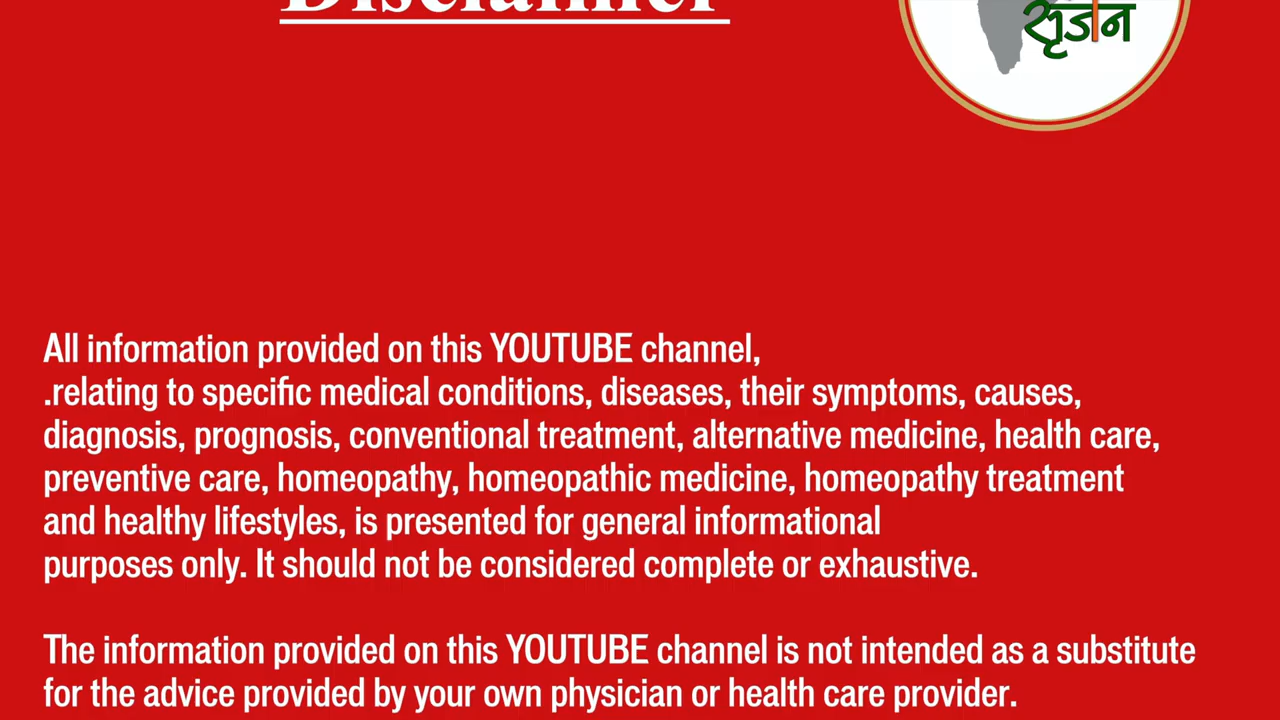 Disclaimer
सृजन
All information provided on this YOUTUBE channel,
.relating to specific medical conditions, diseases, their symptoms, causes,
diagnosis, prognosis, conventional treatment, alternative medicine, health care,
preventive care, homeopathy, homeopathic medicine, homeopathy treatment
and healthy lifestyles, is presented for general informational
purposes only. It should not be considered complete or exhaustive.
The information provided on this YOUTUBE channel is not intended as a substitute
for the advice provided by your own physician or health care provider.